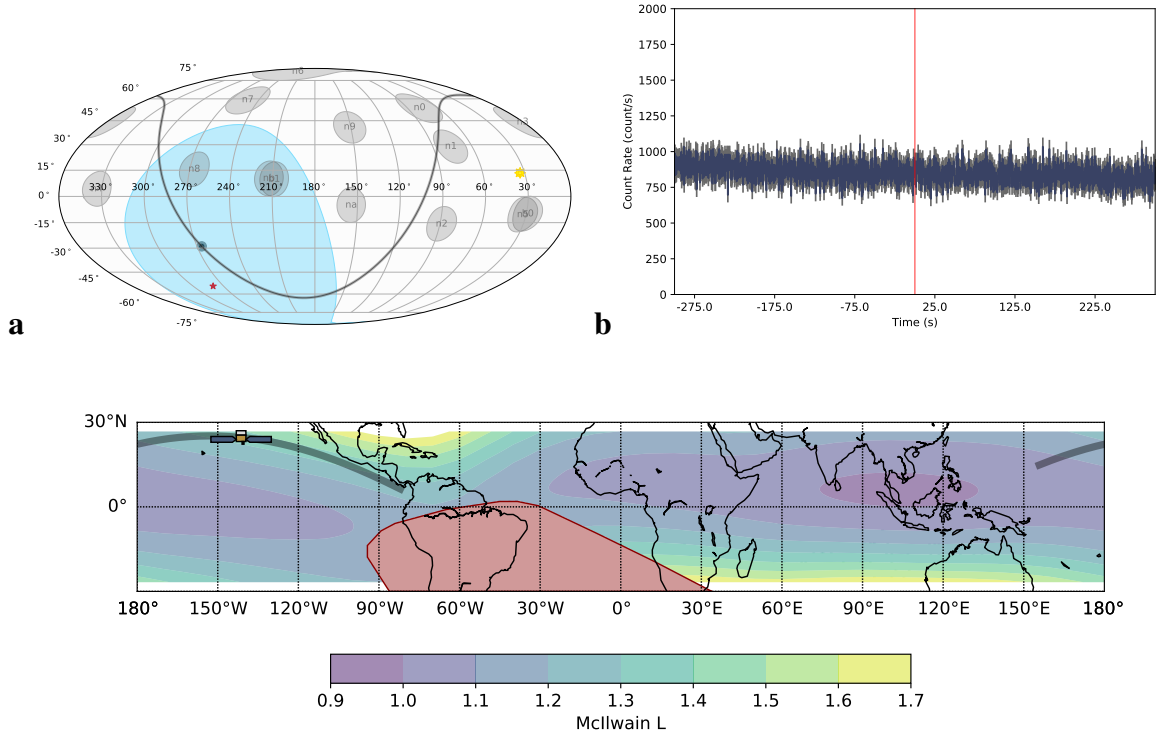 75°
60°
45°
30°
15°
0°
-15°
-30°
-45°
-60°
-75°
330° 300° 270° 240° 210° 180° 150° 120° 90° 60° 30°
n6
n7
n0
n9
n1
n8
nb1
na
n2
a
2000
1750
1500
1250
1000
750
500
250
0
Count Rate (count/s)
-275.0 -175.0 -75.0 25.0 125.0 225.0
Time (s)
b
30°N
0°
180° 150°W 120°W 90°W 60°W 30°W 0° 30°E 60°E 90°E 120°E 150°E 180°
0.9 1.0 1.1 1.2 1.3 1.4 1.5 1.6 1.7
McIlwain L